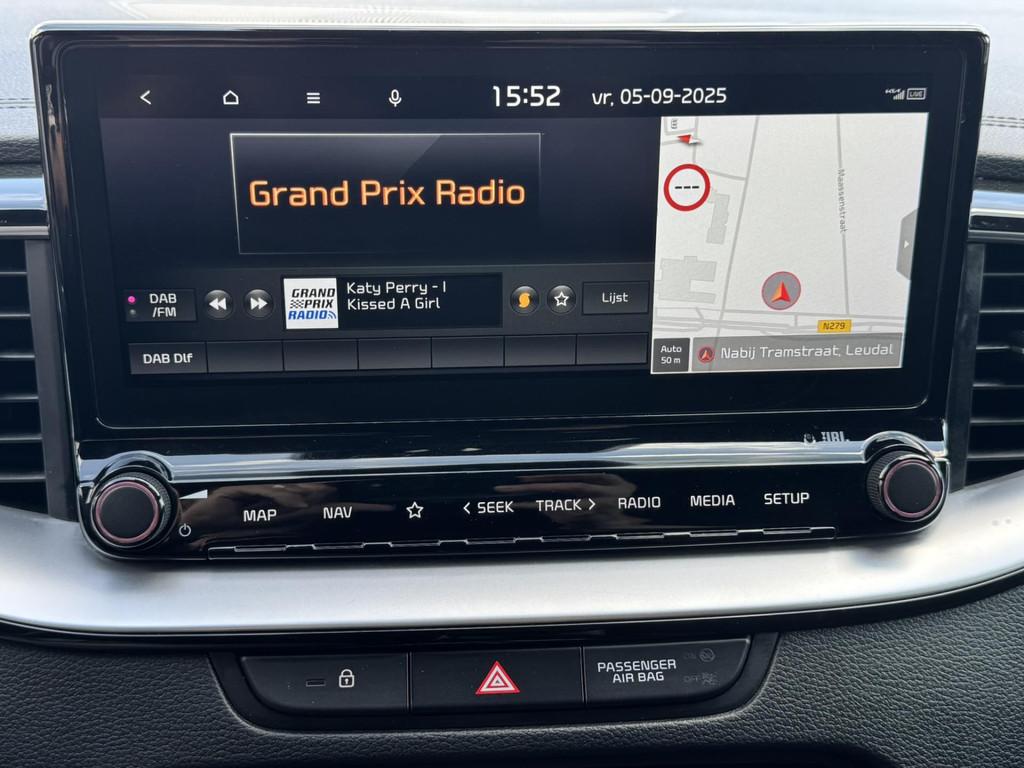 15:52 vr, 05-09-2025
LIVE
Grand Prix Radio
DAB
/FM
GRAND
PRIX
RADIO
Katy Perry - I
Kissed A Girl
Lijst
DAB Dlf
Maassenstraat
N279
Auto
50 m
Nabij Tramstraat, Leudal
JBL
MAP NAV < SEEK TRACK > RADIO MEDIA SETUP
PASSENGER
AIR BAG
ON
OFF